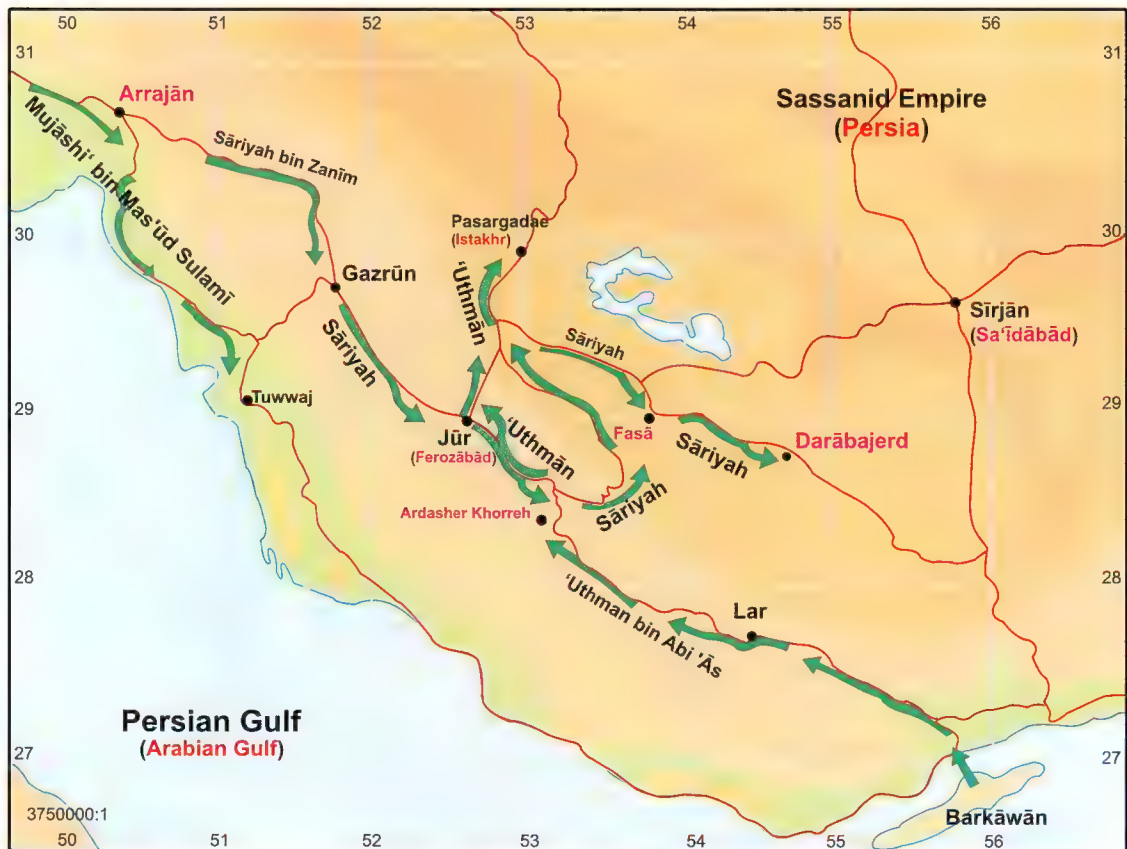 50 51 52 53 54 55 56
31 31
Arrajān
Sassanid Empire
(Persia)
Mujāshi‘ bin Mas'ūd Sulamī
Sāriyah bin Zanīm
Pasargadae
(Istakhr)
30 30
‘Uthmān
Gazrūn
Sīrjān
(Sa‘īdābād)
Sāriyah
Sāriyah
Tuwwaj
29 29
Jūr
(Ferozābād)
‘Uthmān
Fasā
Sāriyah
Darābajerd
Sāriyah
Ardasher Khorreh
28 28
‘Uthman bin Abi 'Ās
Lar
Persian Gulf
(Arabian Gulf)
27 27
3750000:1
Barkāwān
50 51 52 53 54 55 56